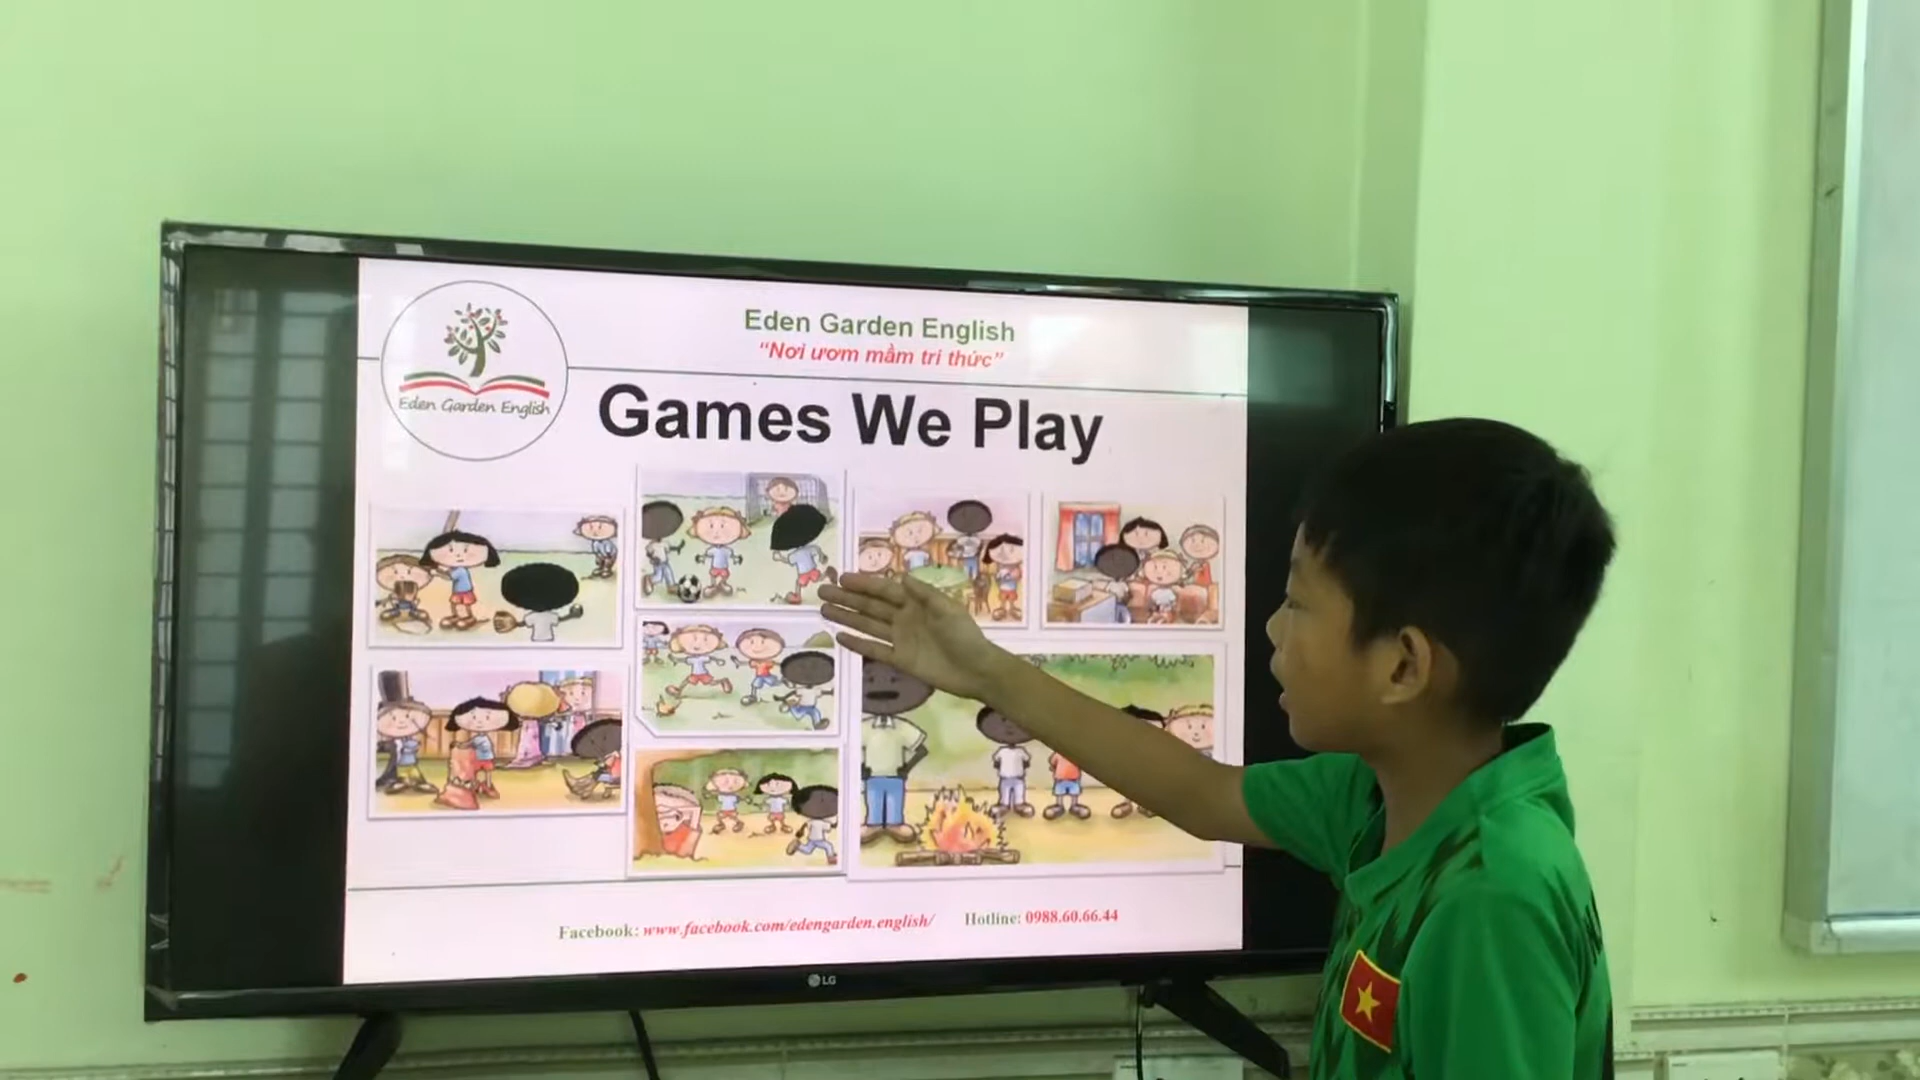 Eden Garden English
“Nơi ươm mầm tri thức”
Eden Garden English
Games We Play
Facebook: www.facebook.com/edengarden.english/ Hotline: 0988.60.66.44
LG